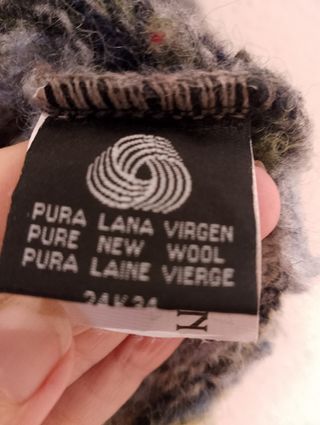 PURA LANA VIRGEN
PURE NEW WOOL
PURA LAINE VIERGE
N